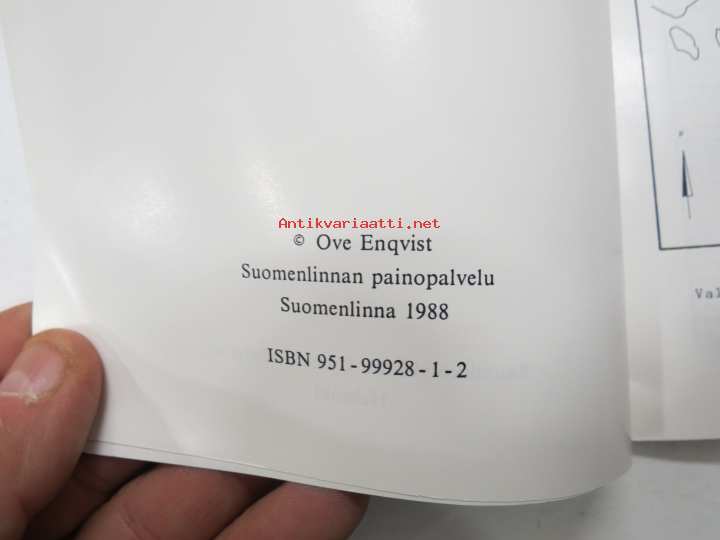 Antikvariaatti.net
© Ove Enqvist
Suomenlinnan painopalvelu
Suomenlinna 1988
ISBN 951-99928-1-2